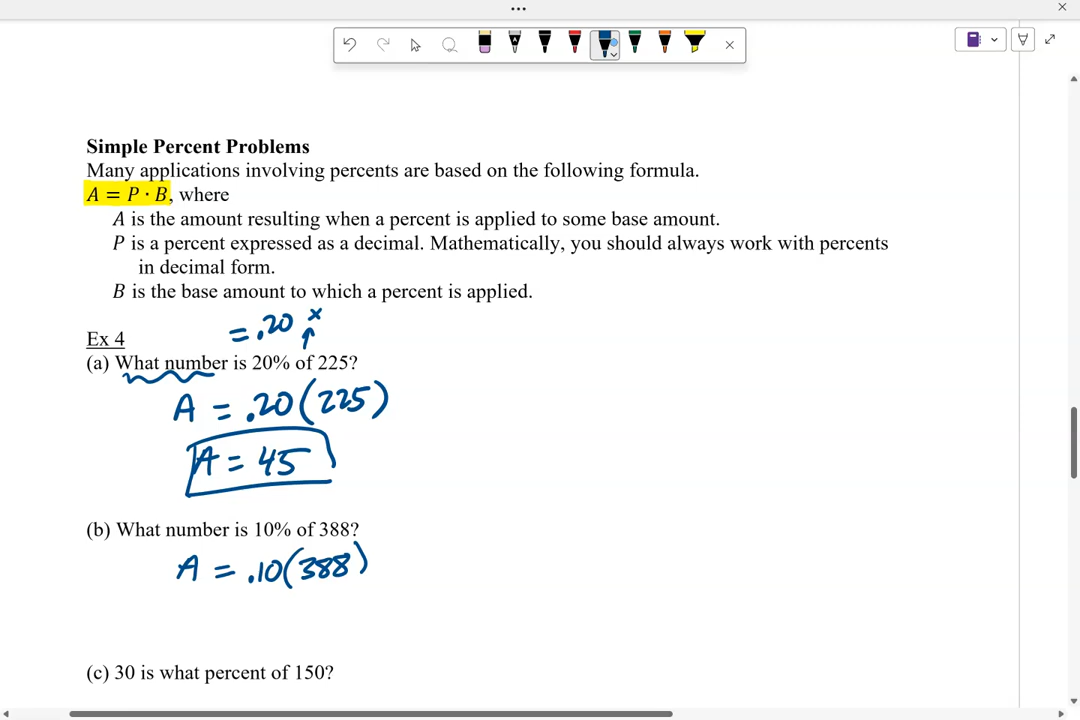 Simple Percent Problems
Many applications involving percents are based on the following formula.
A = P · B, where
A is the amount resulting when a percent is applied to some base amount.
P is a percent expressed as a decimal. Mathematically, you should always work with percents
in decimal form.
B is the base amount to which a percent is applied.
= .20 x
Ex 4
(a) What number is 20% of 225?
A = .20(225)
A = 45
(b) What number is 10% of 388?
A = .10(388)
(c) 30 is what percent of 150?